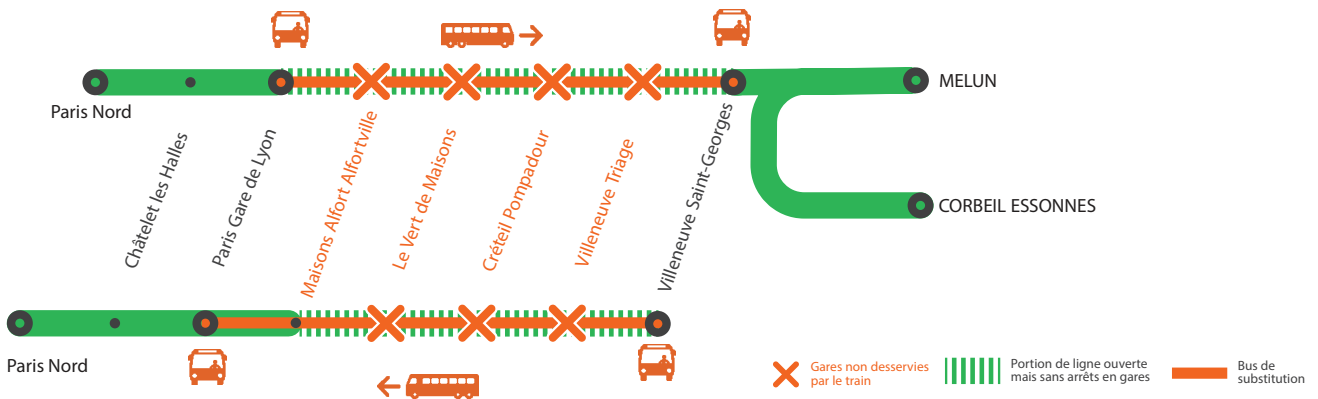 MELUN
Paris Nord
Châtelet les Halles
Paris Gare de Lyon
Maisons Alfort Alfortville
Le Vert de Maisons
Créteil Pompadour
Villeneuve Triage
Villeneuve Saint-Georges
CORBEIL ESSONNES
Paris Nord
Gares non desservies
par le train
Portion de ligne ouverte
mais sans arrêts en gares
Bus de
substitution